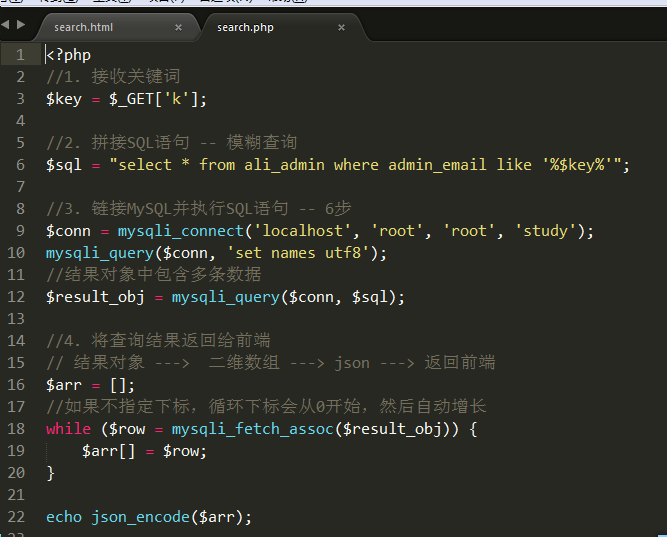 search.html × search.php ×
1 <?php
2 //1. 接收关键词
3 $key = $_GET['k'];
4
5 //2. 拼接SQL语句 -- 模糊查询
6 $sql = "select * from ali_admin where admin_email like '%$key%'";
7
8 //3. 链接MySQL并执行SQL语句 -- 6步
9 $conn = mysqli_connect('localhost', 'root', 'root', 'study');
10 mysqli_query($conn, 'set names utf8');
11 //结果对象中包含多条数据
12 $result_obj = mysqli_query($conn, $sql);
13
14 //4. 将查询结果返回给前端
15 // 结果对象 ---> 二维数组 ---> json ---> 返回前端
16 $arr = [];
17 //如果不指定下标，循环下标会从0开始，然后自动增长
18 while ($row = mysqli_fetch_assoc($result_obj)) {
19 $arr[] = $row;
20 }
21
22 echo json_encode($arr);